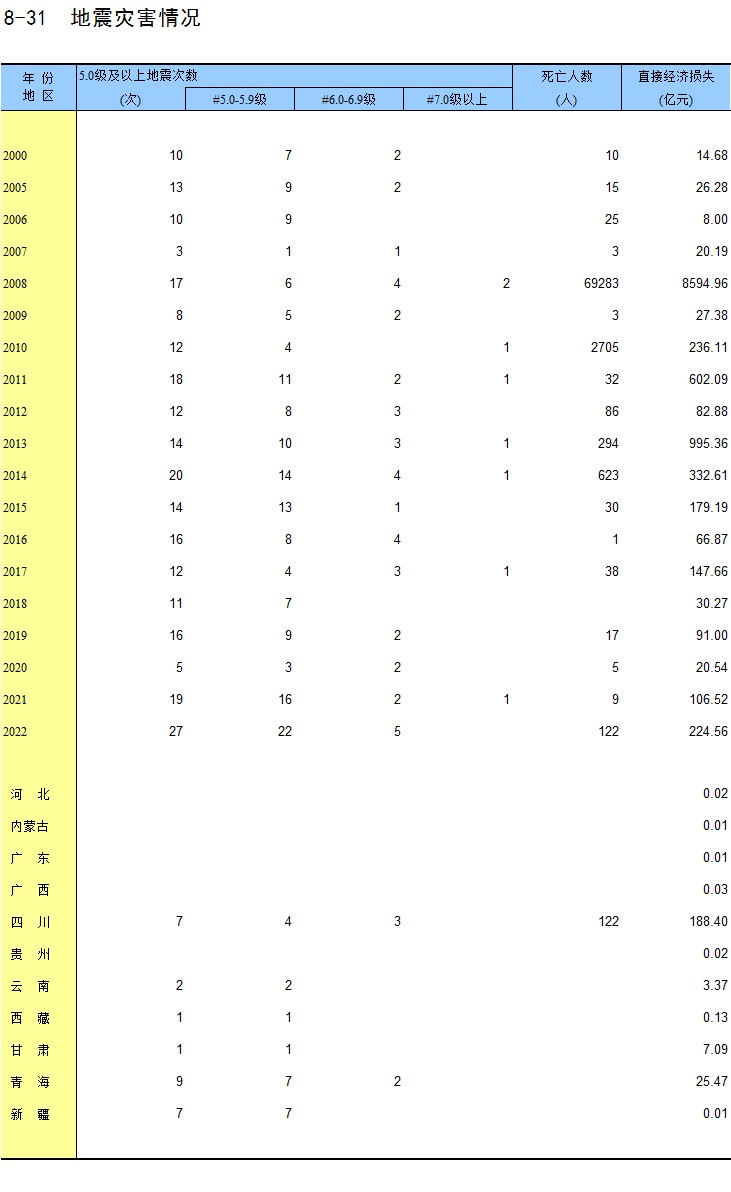 8-31 地震灾害情况
年 份 5.0级及以上地震次数 死亡人数 直接经济损失
地 区 (次) #5.0-5.9级 #6.0-6.9级 #7.0级以上 (人) (亿元)
2000 10 7 2 10 14.68
2005 13 9 2 15 26.28
2006 10 9 25 8.00
2007 3 1 1 3 20.19
2008 17 6 4 2 69283 8594.96
2009 8 5 2 3 27.38
2010 12 4 1 2705 236.11
2011 18 11 2 1 32 602.09
2012 12 8 3 86 82.88
2013 14 10 3 1 294 995.36
2014 20 14 4 1 623 332.61
2015 14 13 1 30 179.19
2016 16 8 4 1 66.87
2017 12 4 3 1 38 147.66
2018 11 7 30.27
2019 16 9 2 17 91.00
2020 5 3 2 5 20.54
2021 19 16 2 1 9 106.52
2022 27 22 5 122 224.56
河 北 0.02
内蒙古 0.01
广 东 0.01
广 西 0.03
四 川 7 4 3 122 188.40
贵 州 0.02
云 南 2 2 3.37
西 藏 1 1 0.13
甘 肃 1 1 7.09
青 海 9 7 2 25.47
新 疆 7 7 0.01